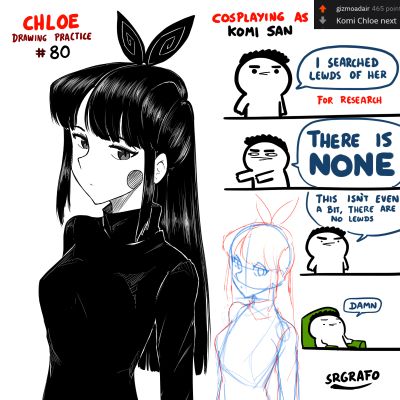 CHLOE
DRAWING PRACTICE
# 80
COSPLAYING AS
KOMI SAN
gizmoadair 465 point
Komi Chloe next
I SEARCHED
LEWDS OF HER
FOR RESEARCH
THERE IS
NONE
THIS ISN'T EVEN
A BIT, THERE ARE
NO LEWDS
DAMN
SRGRAFO